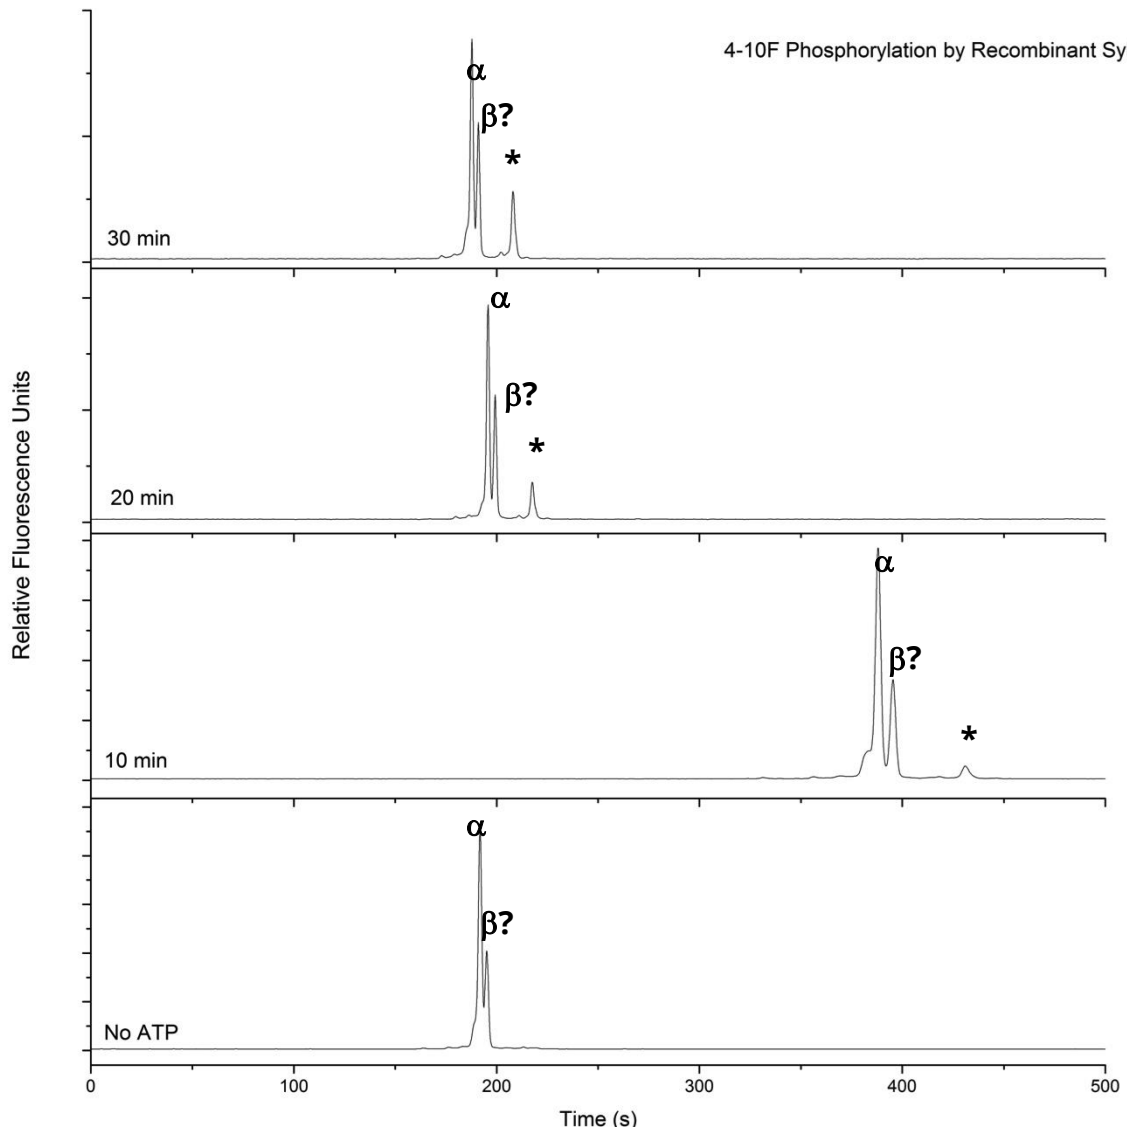 4-10F Phosphorylation by Recombinant Sy
α
β?
*
30 min
α
β?
*
20 min
α
β?
*
10 min
α
β?
No ATP
Relative Fluorescence Units
0 100 200 300 400 500
Time (s)